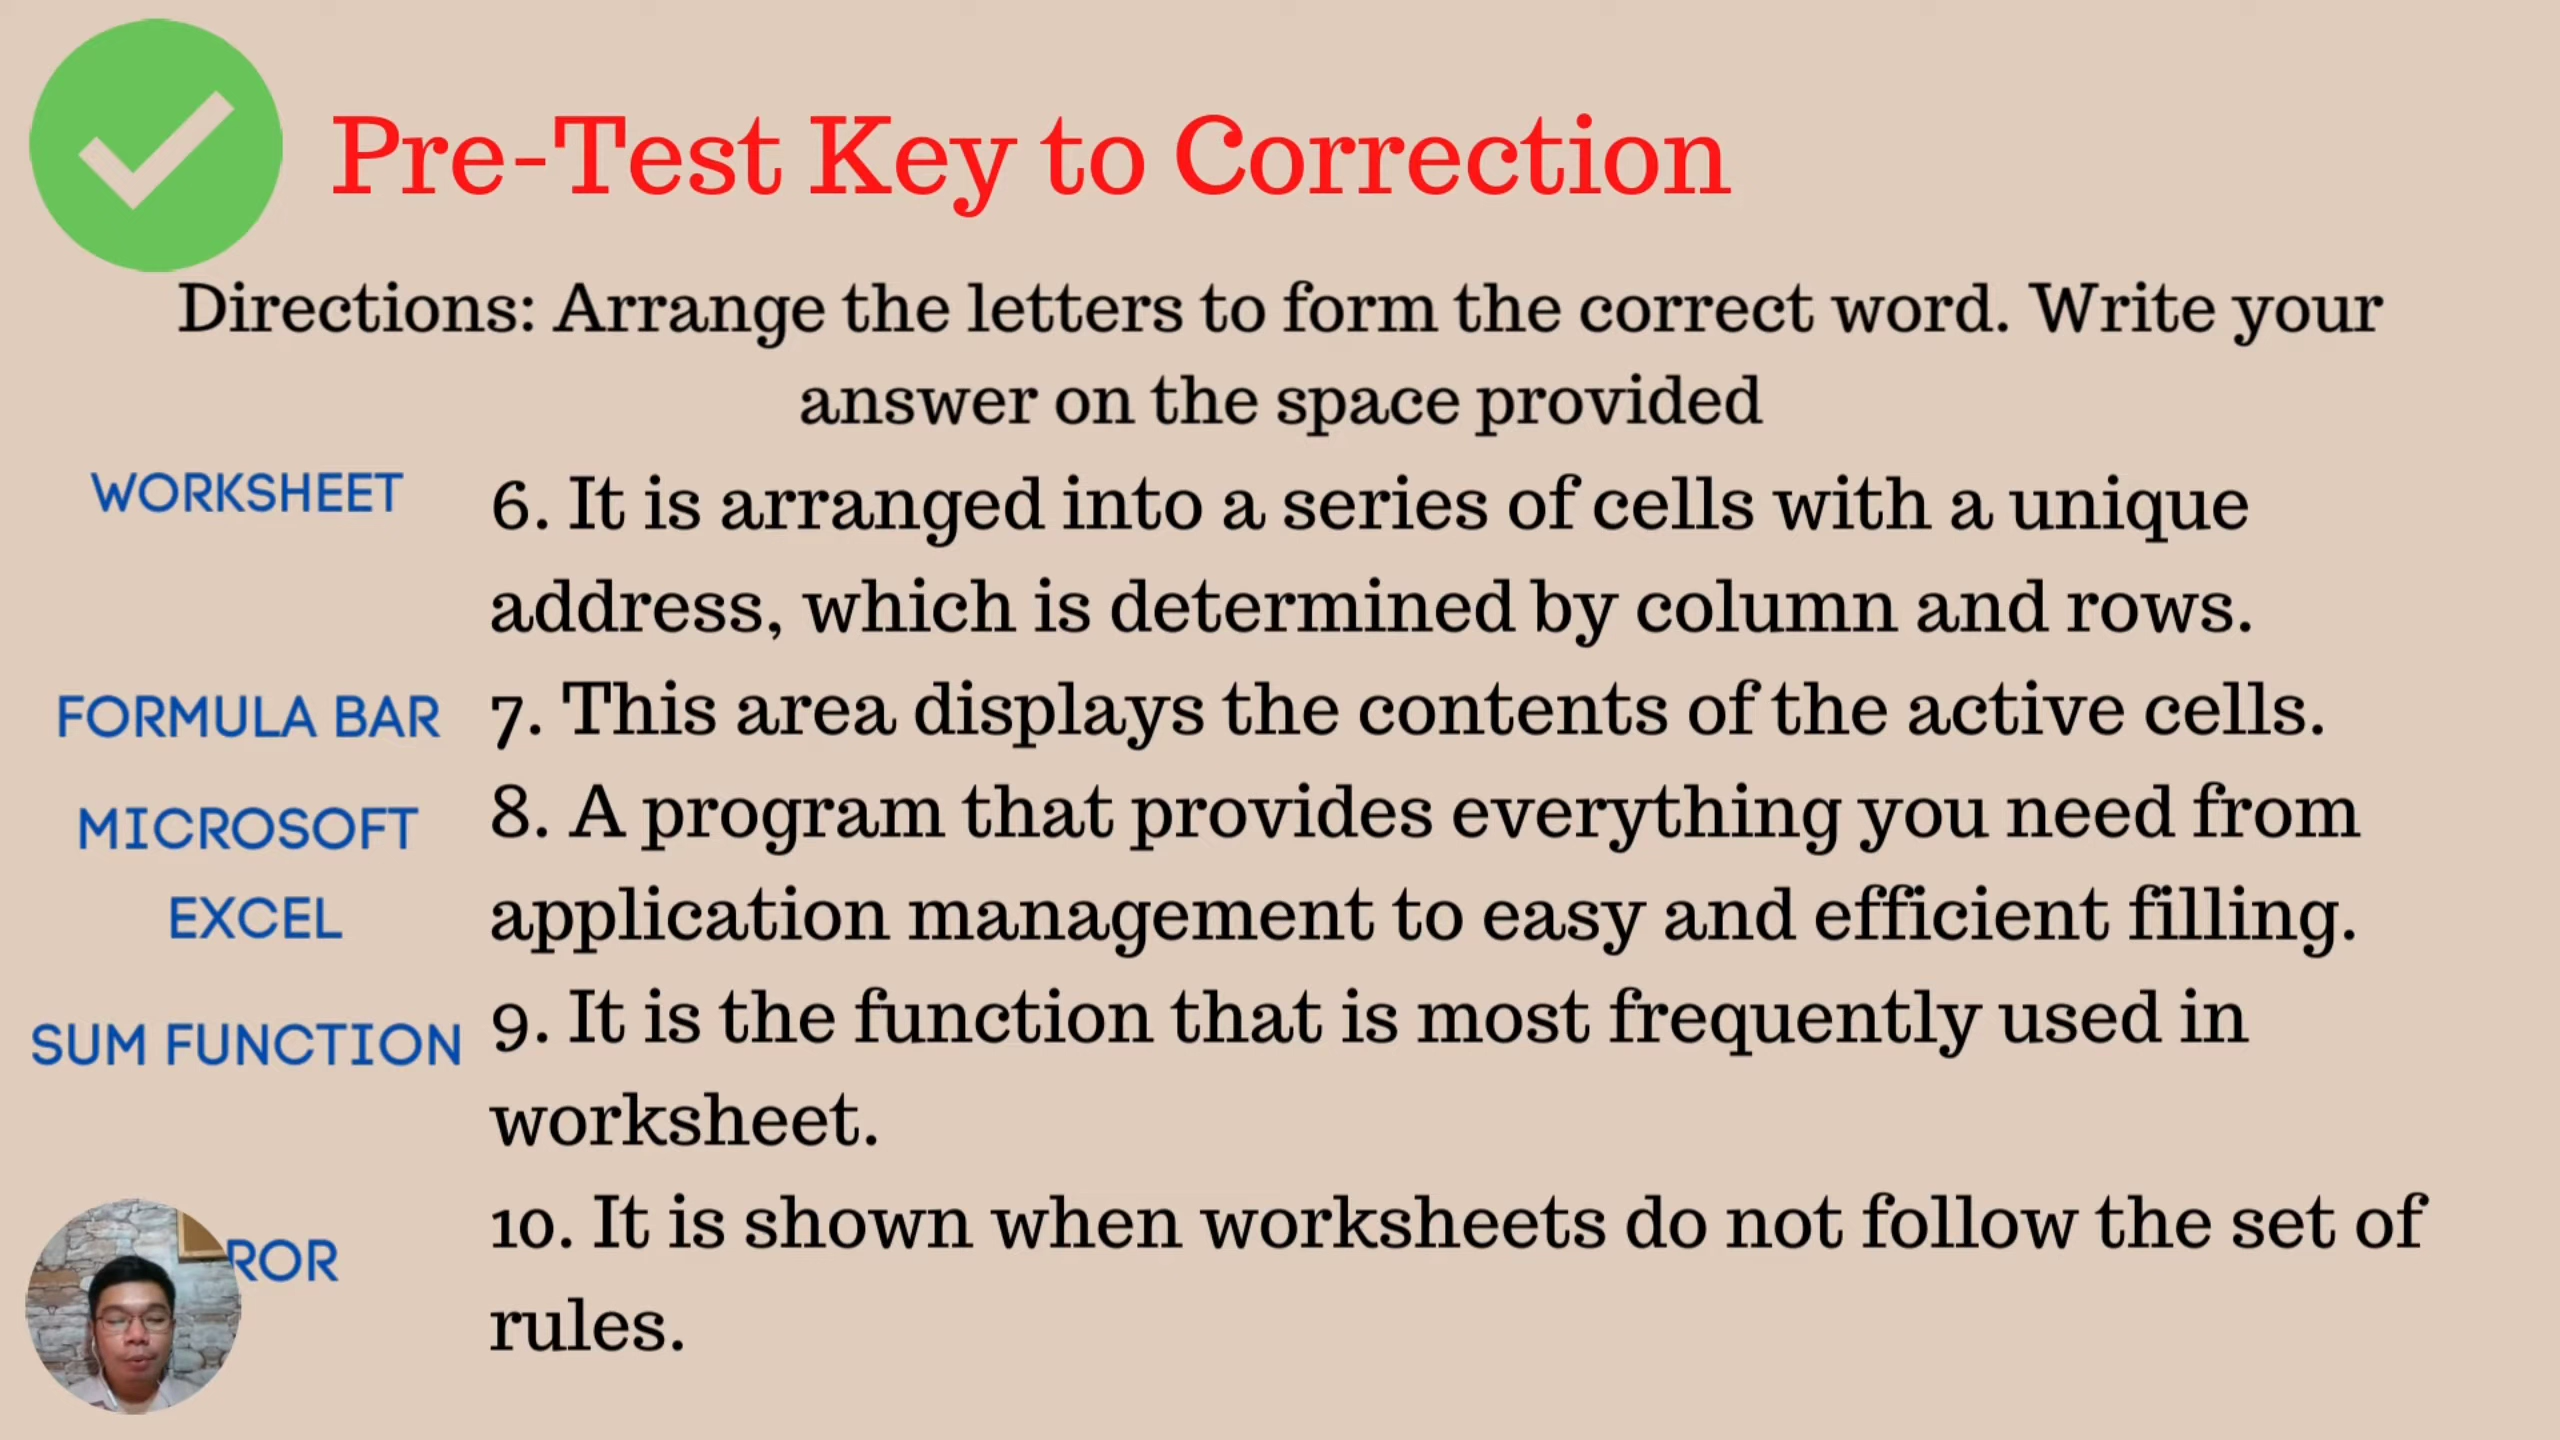 Pre-Test Key to Correction
Directions: Arrange the letters to form the correct word. Write your
answer on the space provided
WORKSHEET
6. It is arranged into a series of cells with a unique
address, which is determined by column and rows.
FORMULA BAR
7. This area displays the contents of the active cells.
MICROSOFT
EXCEL
8. A program that provides everything you need from
application management to easy and efficient filling.
SUM FUNCTION
9. It is the function that is most frequently used in
worksheet.
10. It is shown when worksheets do not follow the set of
rules.